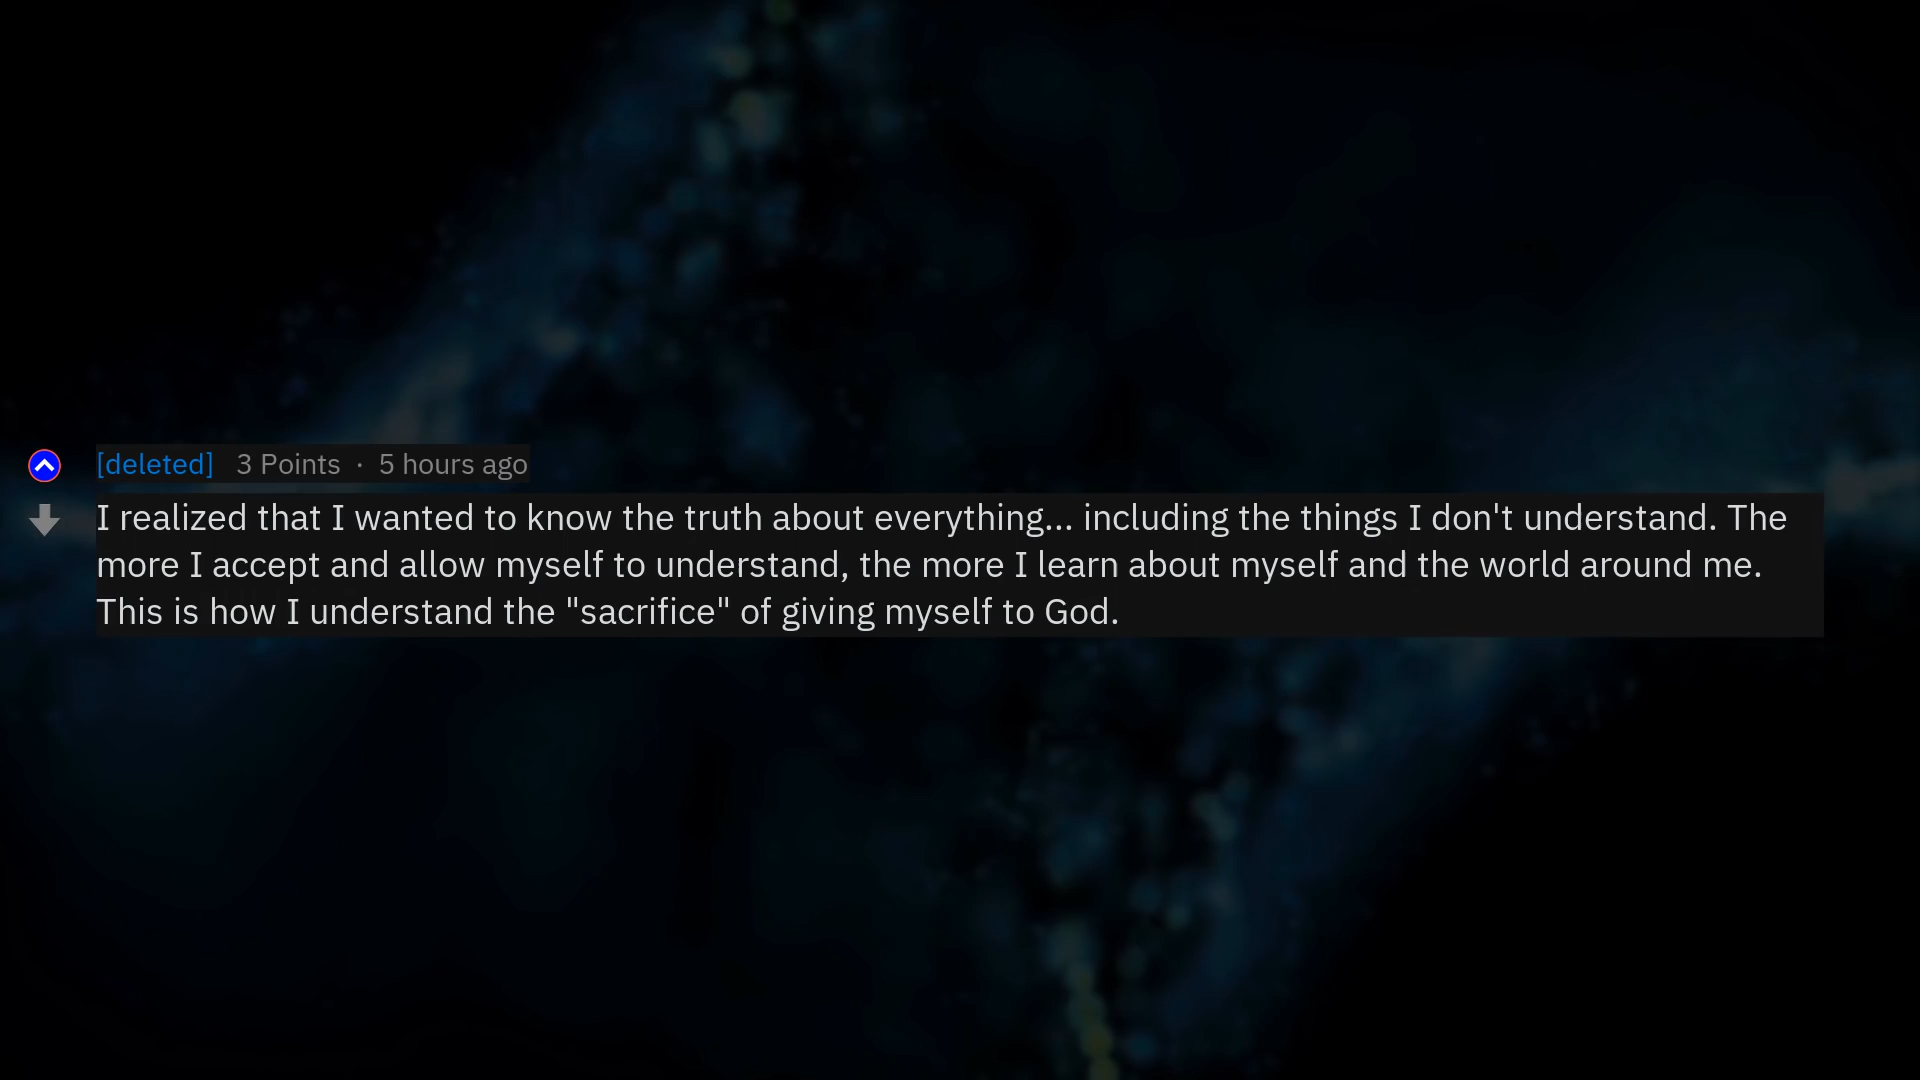 [deleted] 3 Points · 5 hours ago
I realized that I wanted to know the truth about everything... including the things I don't understand. The
more I accept and allow myself to understand, the more I learn about myself and the world around me.
This is how I understand the "sacrifice" of giving myself to God.